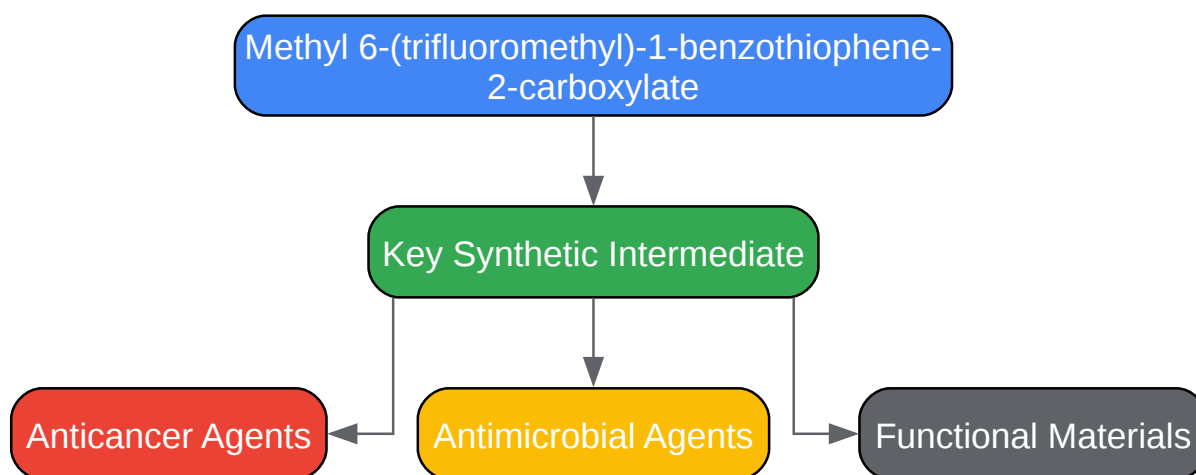 Methyl 6-(trifluoromethyl)-1-benzothiophene-
2-carboxylate
Key Synthetic Intermediate
Anticancer Agents
Antimicrobial Agents
Functional Materials